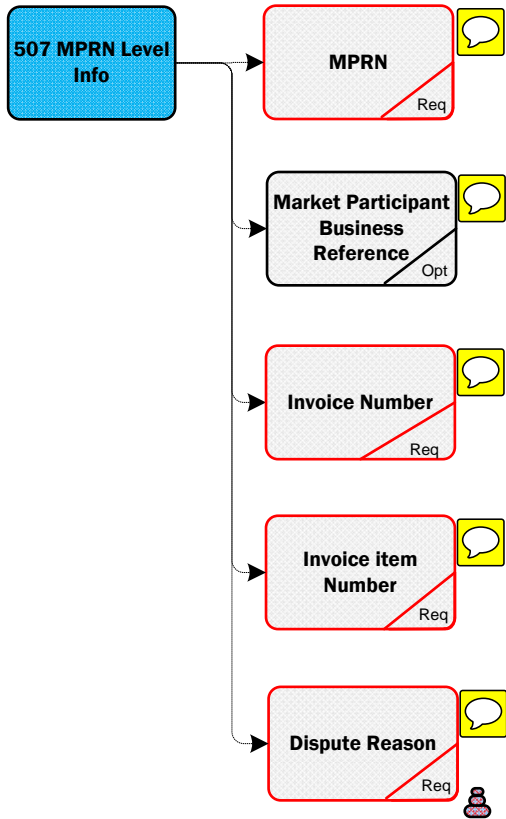 507 MPRN Level
Info
MPRN
Req
Market Participant
Business
Reference
Opt
Invoice Number
Req
Invoice item
Number
Req
Dispute Reason
Req